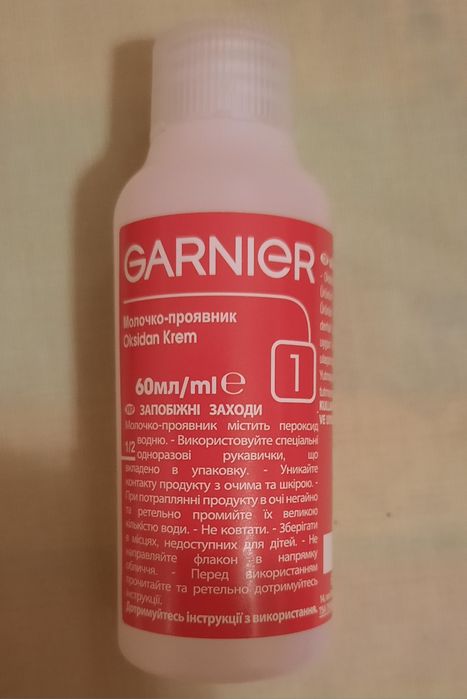 GARNIER
Молочко-проявник
Oksidan Krem
1
60мл/ml e
УКР ЗАПОБІЖНІ ЗАХОДИ
Молочко-проявник містить пероксид
1/2 водню. - Використовуйте спеціальні
одноразові рукавички, що
вкладено в упаковку. - Уникайте
контакту продукту з очима та шкірою. -
При потраплянні продукту в очі негайно
та ретельно промийте їх великою
кількістю води. - Не ковтати. - Зберігати
в місцях, недоступних для дітей. - Не
направляйте флакон в напрямку
обличчя. - Перед використанням
прочитайте та ретельно дотримуйтесь
інструкції.
Дотримуйтесь інструкції з використання.